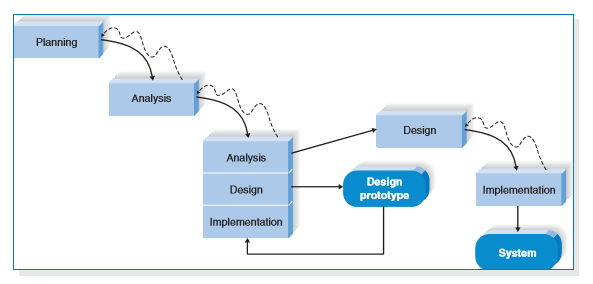 Planning
Analysis
Analysis
Design
Implementation
Design
prototype
Design
Implementation
System